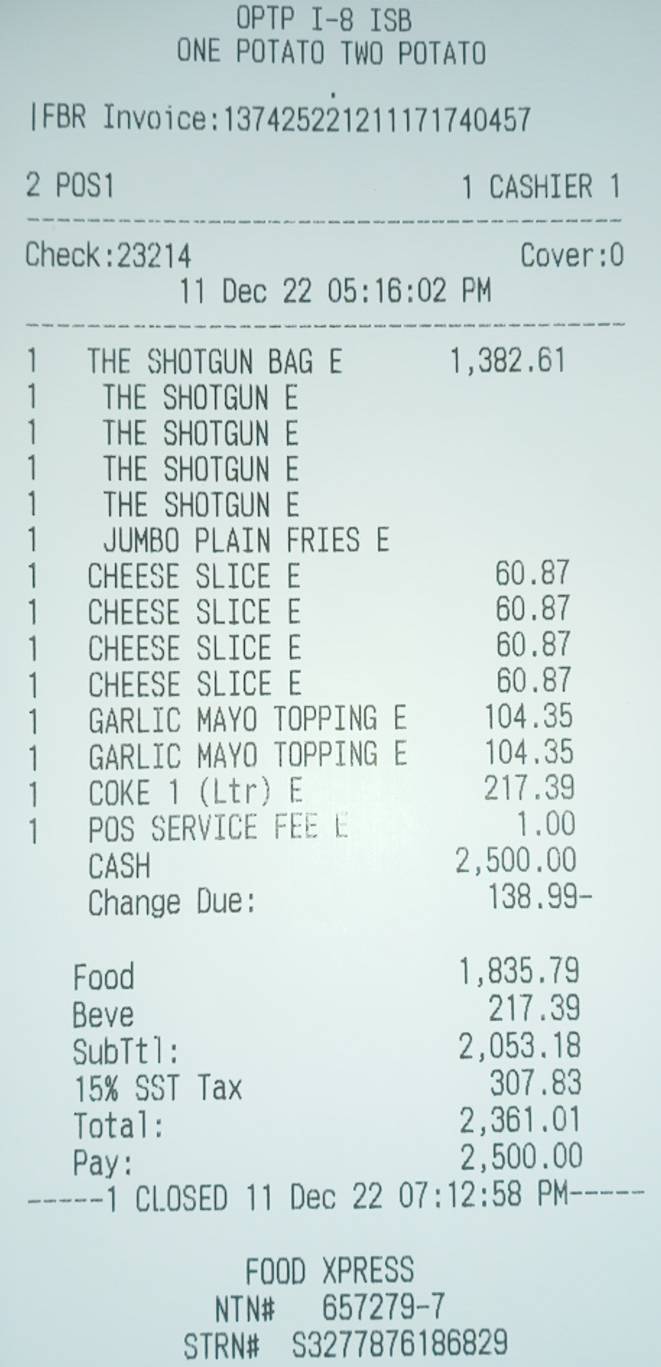 OPTP I-8 ISB
ONE POTATO TWO POTATO
|FBR Invoice:137425221211171740457
2 POS1 1 CASHIER 1
Check:23214 Cover:0
11 Dec 22 05:16:02 PM
1 THE SHOTGUN BAG E 1,382.61
1 THE SHOTGUN E
1 THE SHOTGUN E
1 THE SHOTGUN E
1 THE SHOTGUN E
1 JUMBO PLAIN FRIES E
1 CHEESE SLICE E 60.87
1 CHEESE SLICE E 60.87
1 CHEESE SLICE E 60.87
1 CHEESE SLICE E 60.87
1 GARLIC MAYO TOPPING E 104.35
1 GARLIC MAYO TOPPING E 104.35
1 COKE 1 (Ltr) E 217.39
1 POS SERVICE FEE E 1.00
CASH 2,500.00
Change Due: 138.99-
Food 1,835.79
Beve 217.39
SubTtl: 2,053.18
15% SST Tax 307.83
Total: 2,361.01
Pay: 2,500.00
-----1 CLOSED 11 Dec 22 07:12:58 PM-----
FOOD XPRESS
NTN# 657279-7
STRN# S3277876186829